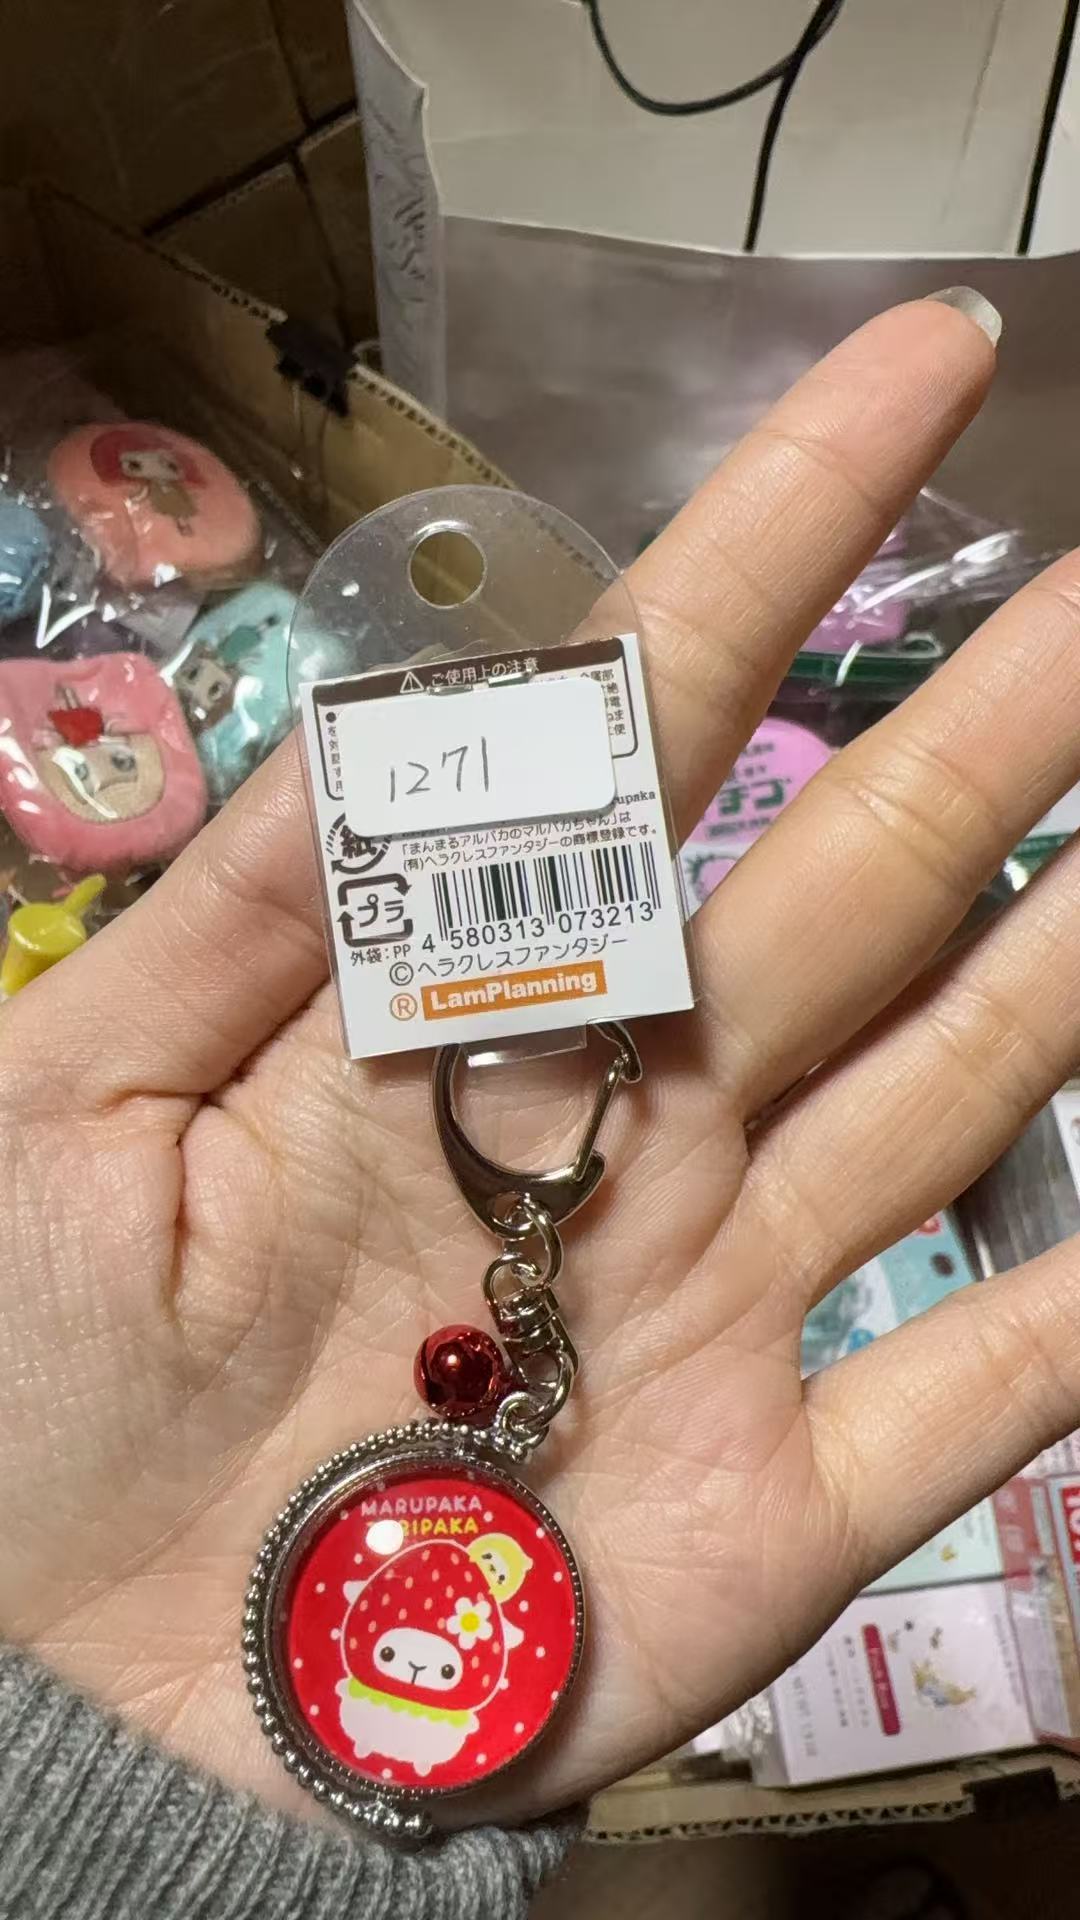 ⚠ ご使用上の注意
1271
upaka
「まんまるアルパカのマルパカちゃん」は
(有)ヘラクレスファンタジーの商標登録です。
紙
プラ
外袋:PP
4 580313 073213
©ヘラクレスファンタジー
® LamPlanning
MARUPAKA
IPAKA
チゴ